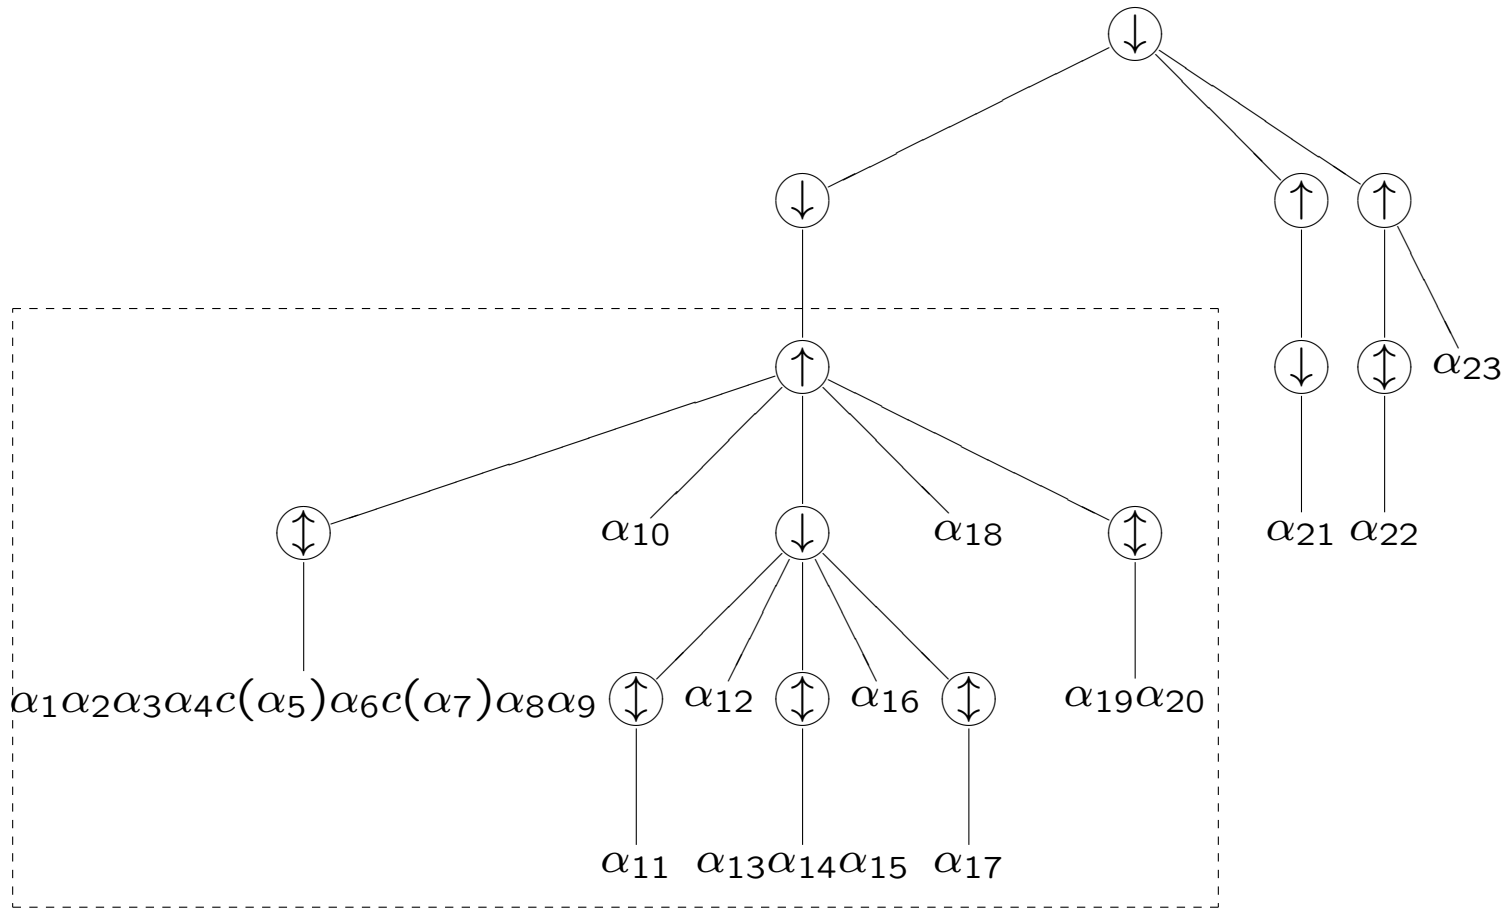 ↓
↓ ↑ ↑
↑ ↓ ↕ α₂₃
↕ α₁₀ ↓ α₁₈ ↕ α₂₁ α₂₂
α₁α₂α₃α₄c(α₅)α₆c(α₇)α₈α₉ ↕ α₁₂ ↕ α₁₆ ↕ α₁₉α₂₀
α₁₁ α₁₃α₁₄α₁₅ α₁₇